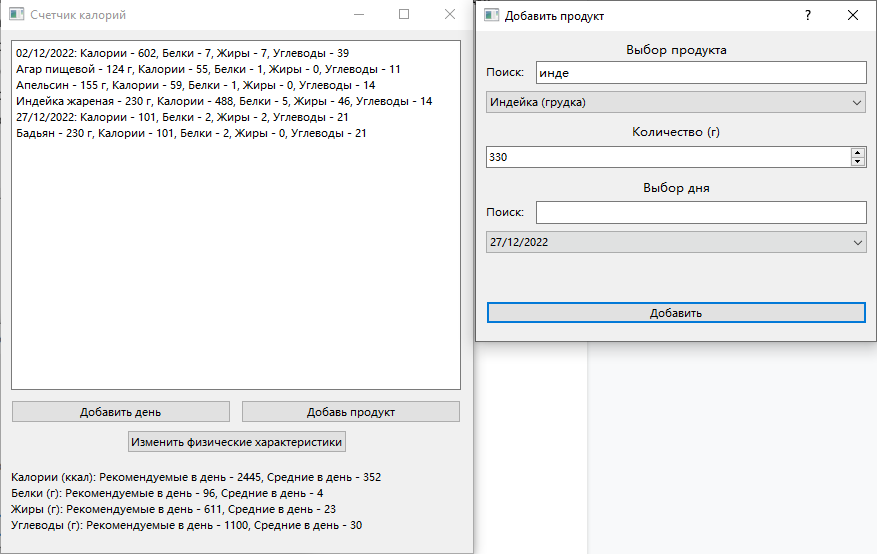 Счетчик калорий
02/12/2022: Калории - 602, Белки - 7, Жиры - 7, Углеводы - 39
Агар пищевой - 124 г, Калории - 55, Белки - 1, Жиры - 0, Углеводы - 11
Апельсин - 155 г, Калории - 59, Белки - 1, Жиры - 0, Углеводы - 14
Индейка жареная - 230 г, Калории - 488, Белки - 5, Жиры - 46, Углеводы - 14
27/12/2022: Калории - 101, Белки - 2, Жиры - 2, Углеводы - 21
Бадьян - 230 г, Калории - 101, Белки - 2, Жиры - 0, Углеводы - 21
Добавить день
Добавь продукт
Изменить физические характеристики
Калории (ккал): Рекомендуемые в день - 2445, Средние в день - 352
Белки (г): Рекомендуемые в день - 96, Средние в день - 4
Жиры (г): Рекомендуемые в день - 611, Средние в день - 23
Углеводы (г): Рекомендуемые в день - 1100, Средние в день - 30
Добавить продукт
?
Выбор продукта
Поиск: инде
Индейка (грудка)
Количество (г)
330
Выбор дня
Поиск:
27/12/2022
Добавить